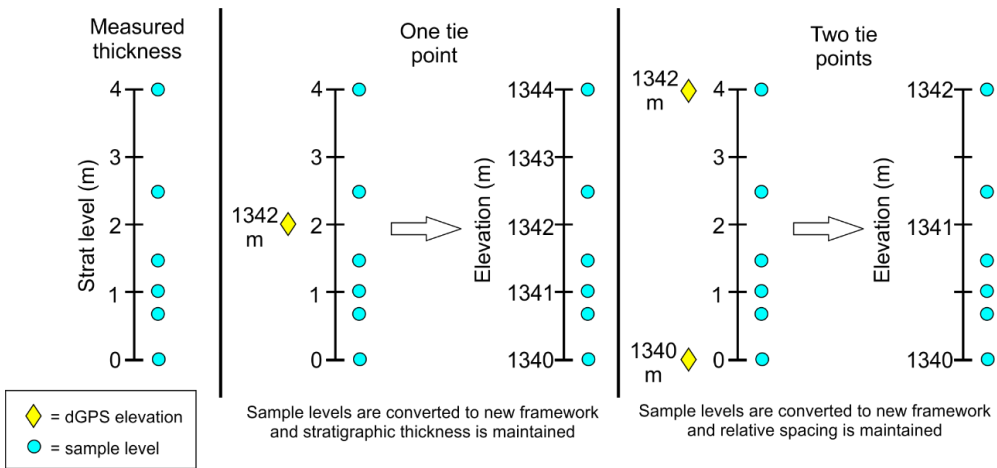 Measured
thickness
4
3
2
1
0
Strat level (m)
= dGPS elevation
= sample level
One tie
point
1342
m
4
3
2
1
0
Elevation (m)
1344
1343
1342
1341
1340
Sample levels are converted to new framework
and stratigraphic thickness is maintained
Two tie
points
1342
m
1340
m
4
3
2
1
0
Elevation (m)
1342
1341
1340
Sample levels are converted to new framework
and relative spacing is maintained